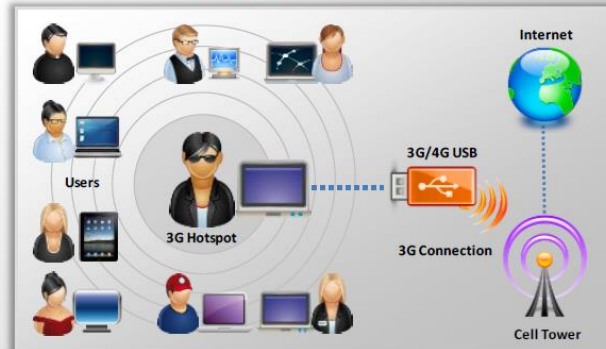 Internet
3G/4G USB
Users
3G Hotspot
3G Connection
Cell Tower